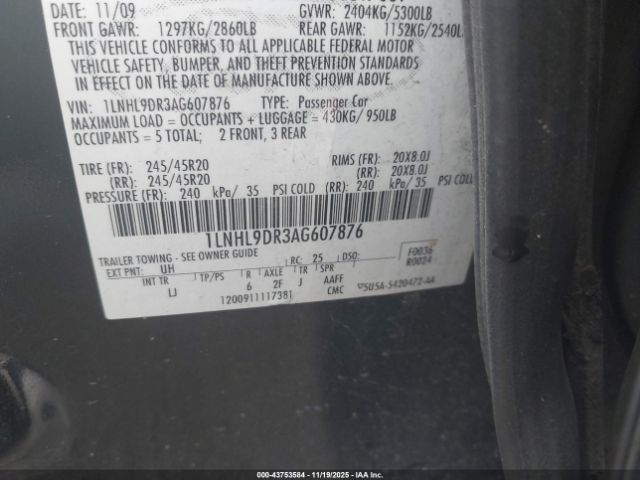 DATE: 11/09 GVWR: 2404KG/5300LB
FRONT GAWR: 1297KG/2860LB REAR GAWR: 1152KG/2540LB
THIS VEHICLE CONFORMS TO ALL APPLICABLE FEDERAL MOTOR
VEHICLE SAFETY, BUMPER, AND THEFT PREVENTION STANDARDS
IN EFFECT ON THE DATE OF MANUFACTURE SHOWN ABOVE.
VIN: 1LNHL9DR3AG607876 TYPE: Passenger Car
MAXIMUM LOAD = OCCUPANTS + LUGGAGE = 430KG/950LB
OCCUPANTS = 5 TOTAL; 2 FRONT, 3 REAR
TIRE (FR): 245/45R20 RIMS (FR): 20X8.0J
(RR): 245/45R20 (RR): 20X8.0J
PRESSURE (FR): 240 kPa/35 PSI COLD (RR): 240 kPa/35 PSI COLD
1LNHL9DR3AG607876
TRAILER TOWING - SEE OWNER GUIDE
EXT PNT: UH RC: 25 DSO: F0036
R0024
INT TR TP/PS R AXLE TR SPR
LJ 6 2F J AAFF
CMC
1200911117381
5U5A-5420472-AA
000-43753584 - 11/19/2025 - IAA Inc.